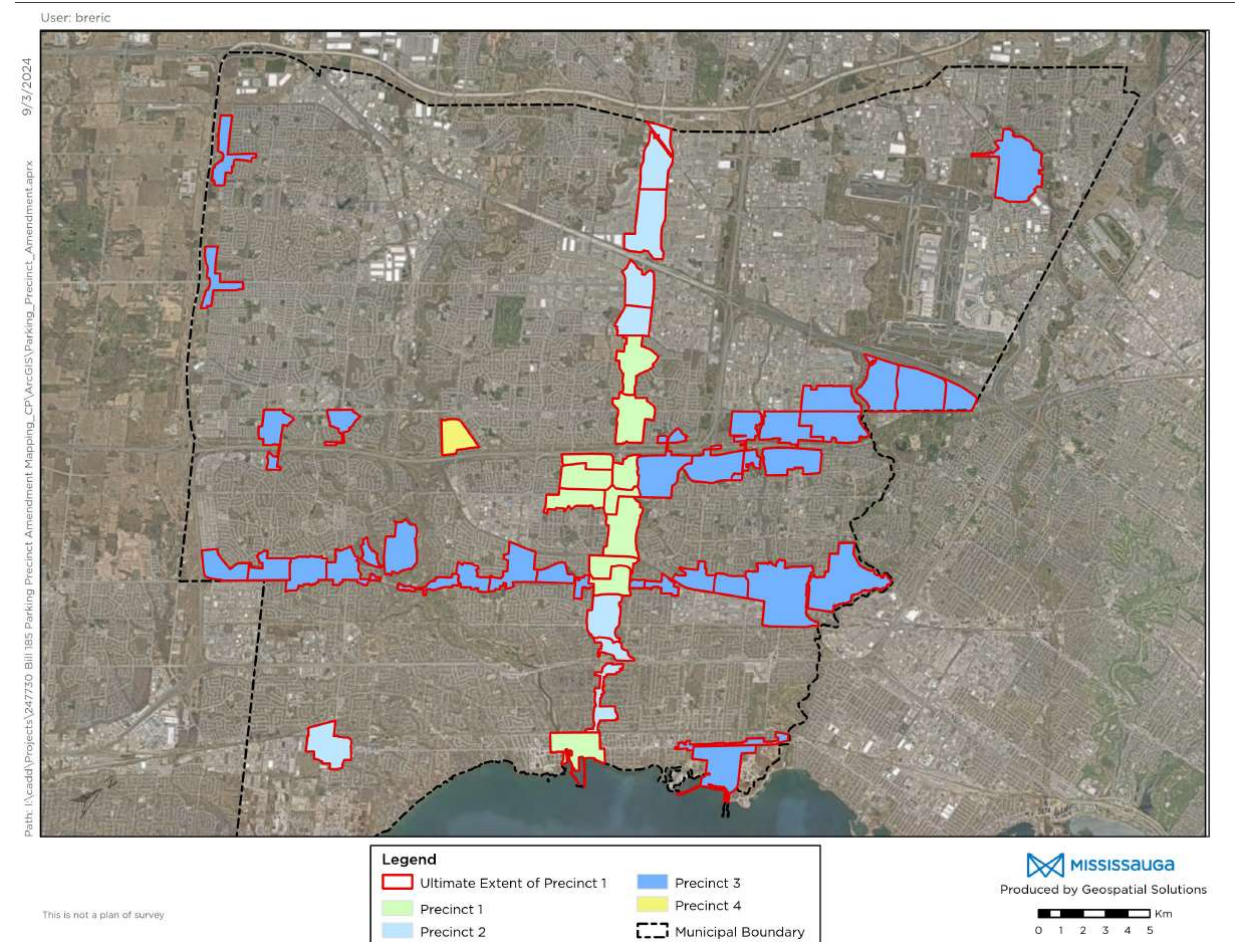 User: breric
9/3/2024
Path: I:\cadd\Projects\247730 Bill 185 Parking Precinct Amendment Mapping_CP\ArcGIS\Parking_Precinct_Amendment.aprx
Legend
Ultimate Extent of Precinct 1
Precinct 1
Precinct 2
Precinct 3
Precinct 4
Municipal Boundary
MISSISSAUGA
Produced by Geospatial Solutions
Km
0 1 2 3 4 5
This is not a plan of survey